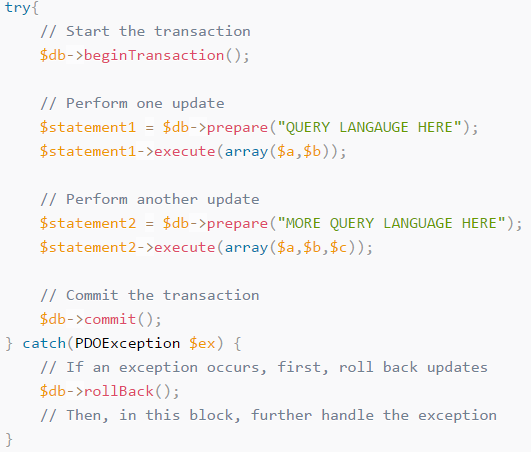 try{
    // Start the transaction
    $db->beginTransaction();

    // Perform one update
    $statement1 = $db->prepare("QUERY LANGAUGE HERE");
    $statement1->execute(array($a,$b));

    // Perform another update
    $statement2 = $db->prepare("MORE QUERY LANGUAGE HERE");
    $statement2->execute(array($a,$b,$c));

    // Commit the transaction
    $db->commit();
} catch(PDOException $ex) {
    // If an exception occurs, first, roll back updates
    $db->rollBack();
    // Then, in this block, further handle the exception
}